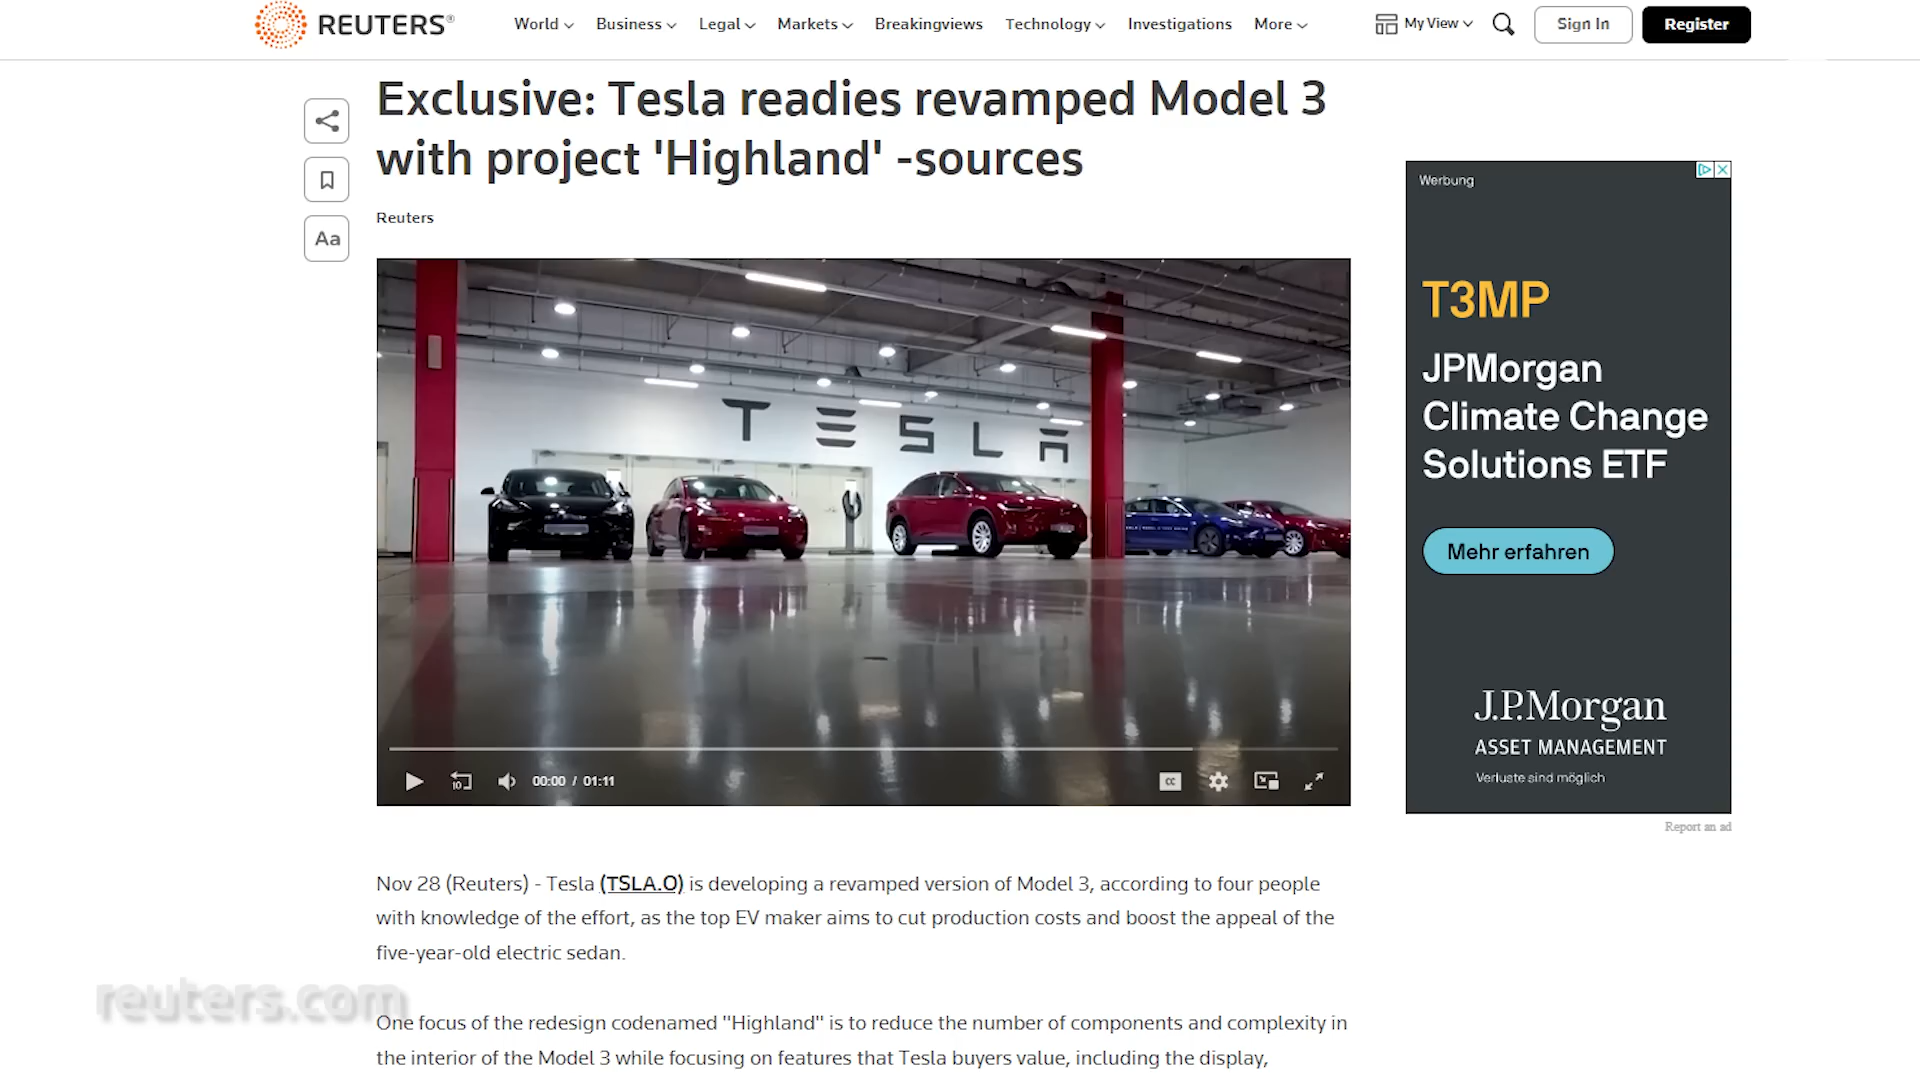 REUTERS®
World
Business
Legal
Markets
Breakingviews
Technology
Investigations
More
My View
Sign In
Register
Exclusive: Tesla readies revamped Model 3
with project 'Highland' -sources
Aa
Reuters
TESLA
00:00 / 01:11
CC
10
Werbung
T3MP
JPMorgan
Climate Change
Solutions ETF
Mehr erfahren
J.P.Morgan
ASSET MANAGEMENT
Verluste sind möglich
Report an ad
Nov 28 (Reuters) - Tesla (TSLA.O) is developing a revamped version of Model 3, according to four people
with knowledge of the effort, as the top EV maker aims to cut production costs and boost the appeal of the
five-year-old electric sedan.
reuters.com
One focus of the redesign codenamed "Highland" is to reduce the number of components and complexity in
the interior of the Model 3 while focusing on features that Tesla buyers value, including the display,